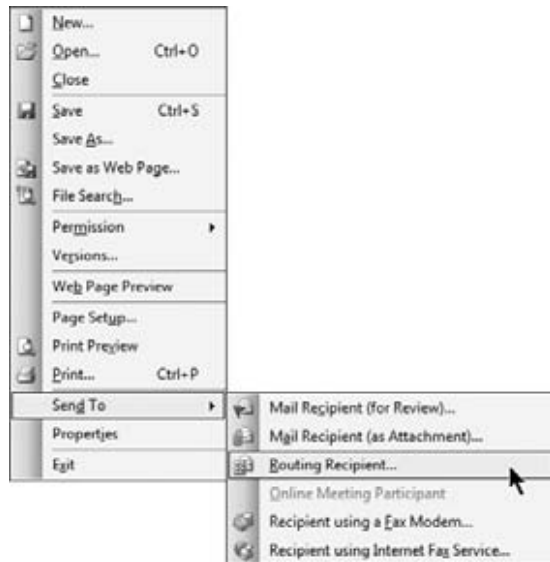 New...
Open... Ctrl+O
Close
Save Ctrl+S
Save As...
Save as Web Page...
File Search...
Permission
Versions...
Web Page Preview
Page Setup...
Print Preview
Print... Ctrl+P
Send To
Properties
Exit
Mail Recipient (for Review)...
Mail Recipient (as Attachment)...
Routing Recipient...
Online Meeting Participant
Recipient using a Fax Modem...
Recipient using Internet Fax Service...